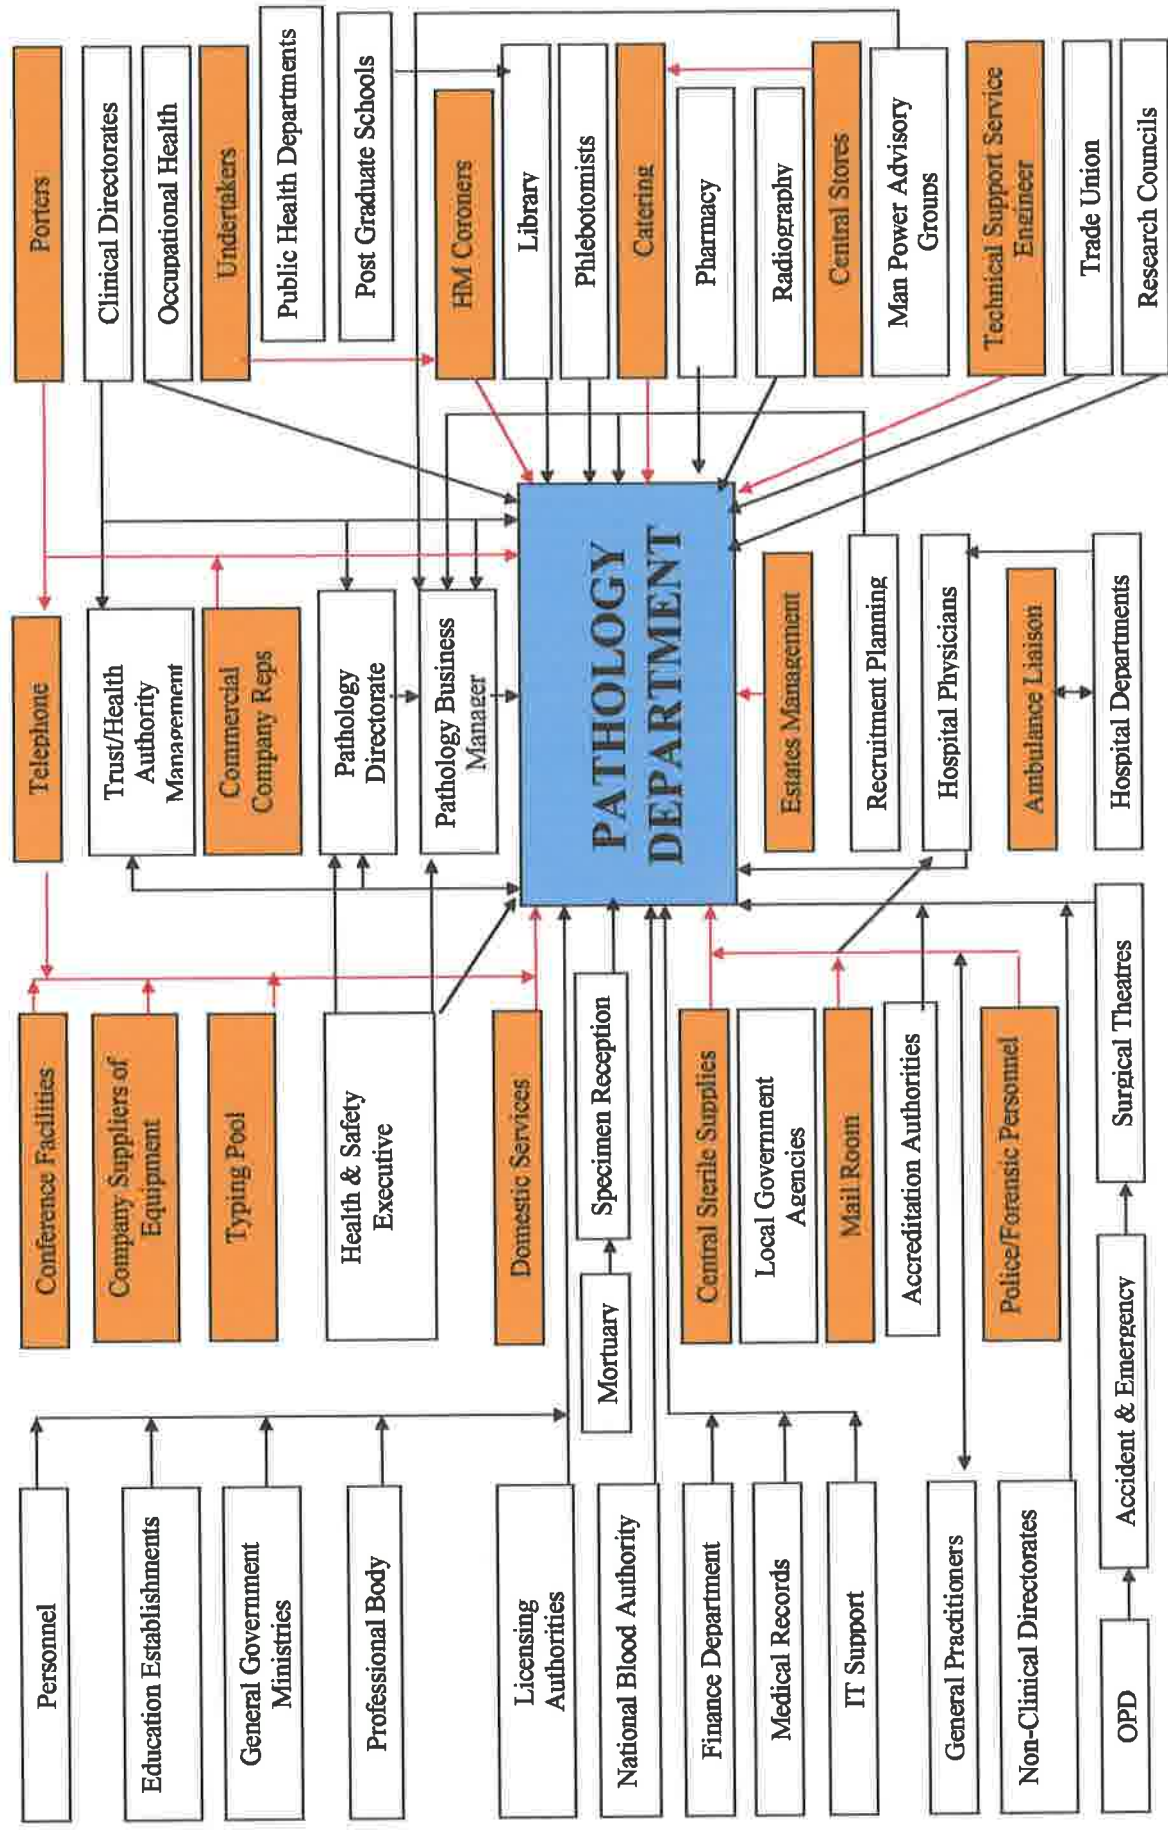 Personnel
Education Establishments
General Government
Ministries
Professional Body
Licensing
Authorities
National Blood Authority
Finance Department
Medical Records
IT Support
General Practitioners
Non-Clinical Directorates
OPD
Conference Facilities
Company Suppliers of
Equipment
Typing Pool
Health & Safety
Executive
Domestic Services
Mortuary
Specimen Reception
Central Sterile Supplies
Local Government
Agencies
Mail Room
Accreditation Authorities
Police/Forensic Personnel
Accident & Emergency
Surgical Theatres
Telephone
Trust/Health
Authority
Management
Commercial
Company Reps
Pathology
Directorate
Pathology Business
Manager
PATHOLOGY
DEPARTMENT
Estates Management
Recruitment Planning
Hospital Physicians
Ambulance Liaison
Hospital Departments
Porters
Clinical Directorates
Occupational Health
Undertakers
Public Health Departments
Post Graduate Schools
HM Coroners
Library
Phlebotomists
Catering
Pharmacy
Radiography
Central Stores
Man Power Advisory
Groups
Technical Support Service
Engineer
Trade Union
Research Councils